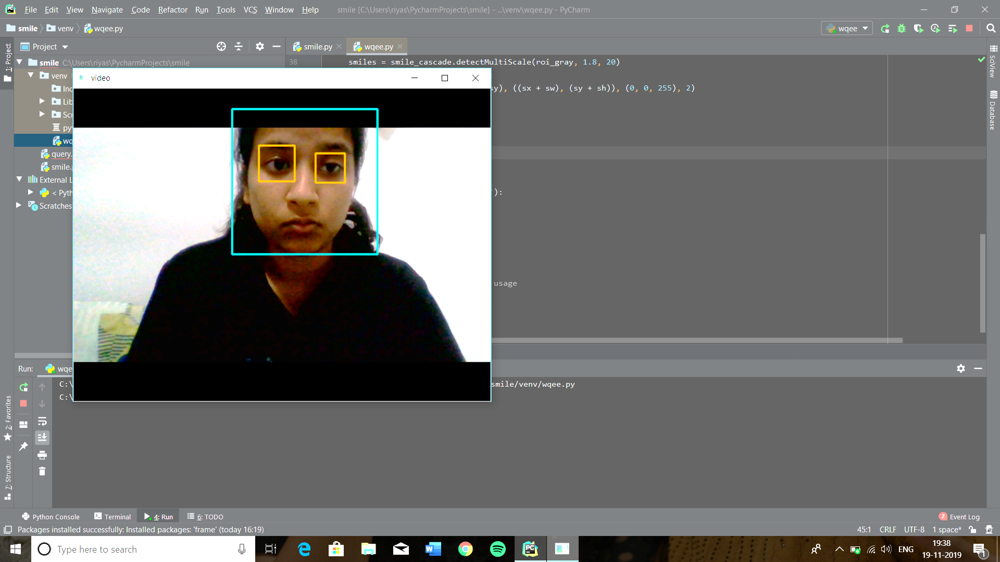 File Edit View Navigate Code Refactor Run Tools VCS Window Help smile [C:\Users\riyas\PycharmProjects\smile] - ...\venv\wqee.py - PyCharm
smile venv wqee.py wqee
1: Project
Project
smile.py wqee.py
smile C:\Users\riyas\PycharmProjects\smile
38 smiles = smile_cascade.detectMultiScale(roi_gray, 1.8, 20)
venv
video
Inc
sy), ((sx + sw), (sy + sh)), (0, 0, 255), 2)
Lib
Scr
py
wq
query.
smile.
External L
< Pyth
'):
Scratches
usage
SciView
Database
Run: wqe
C:\ smile/venv/wqee.py
C:\
2: Favorites
7: Structure
Python Console Terminal 4: Run 6: TODO 2 Event Log
Packages installed successfully: Installed packages: 'frame' (today 16:19) 45:1 CRLF UTF-8 1 space*
Type here to search ENG 19:38
19-11-2019
1